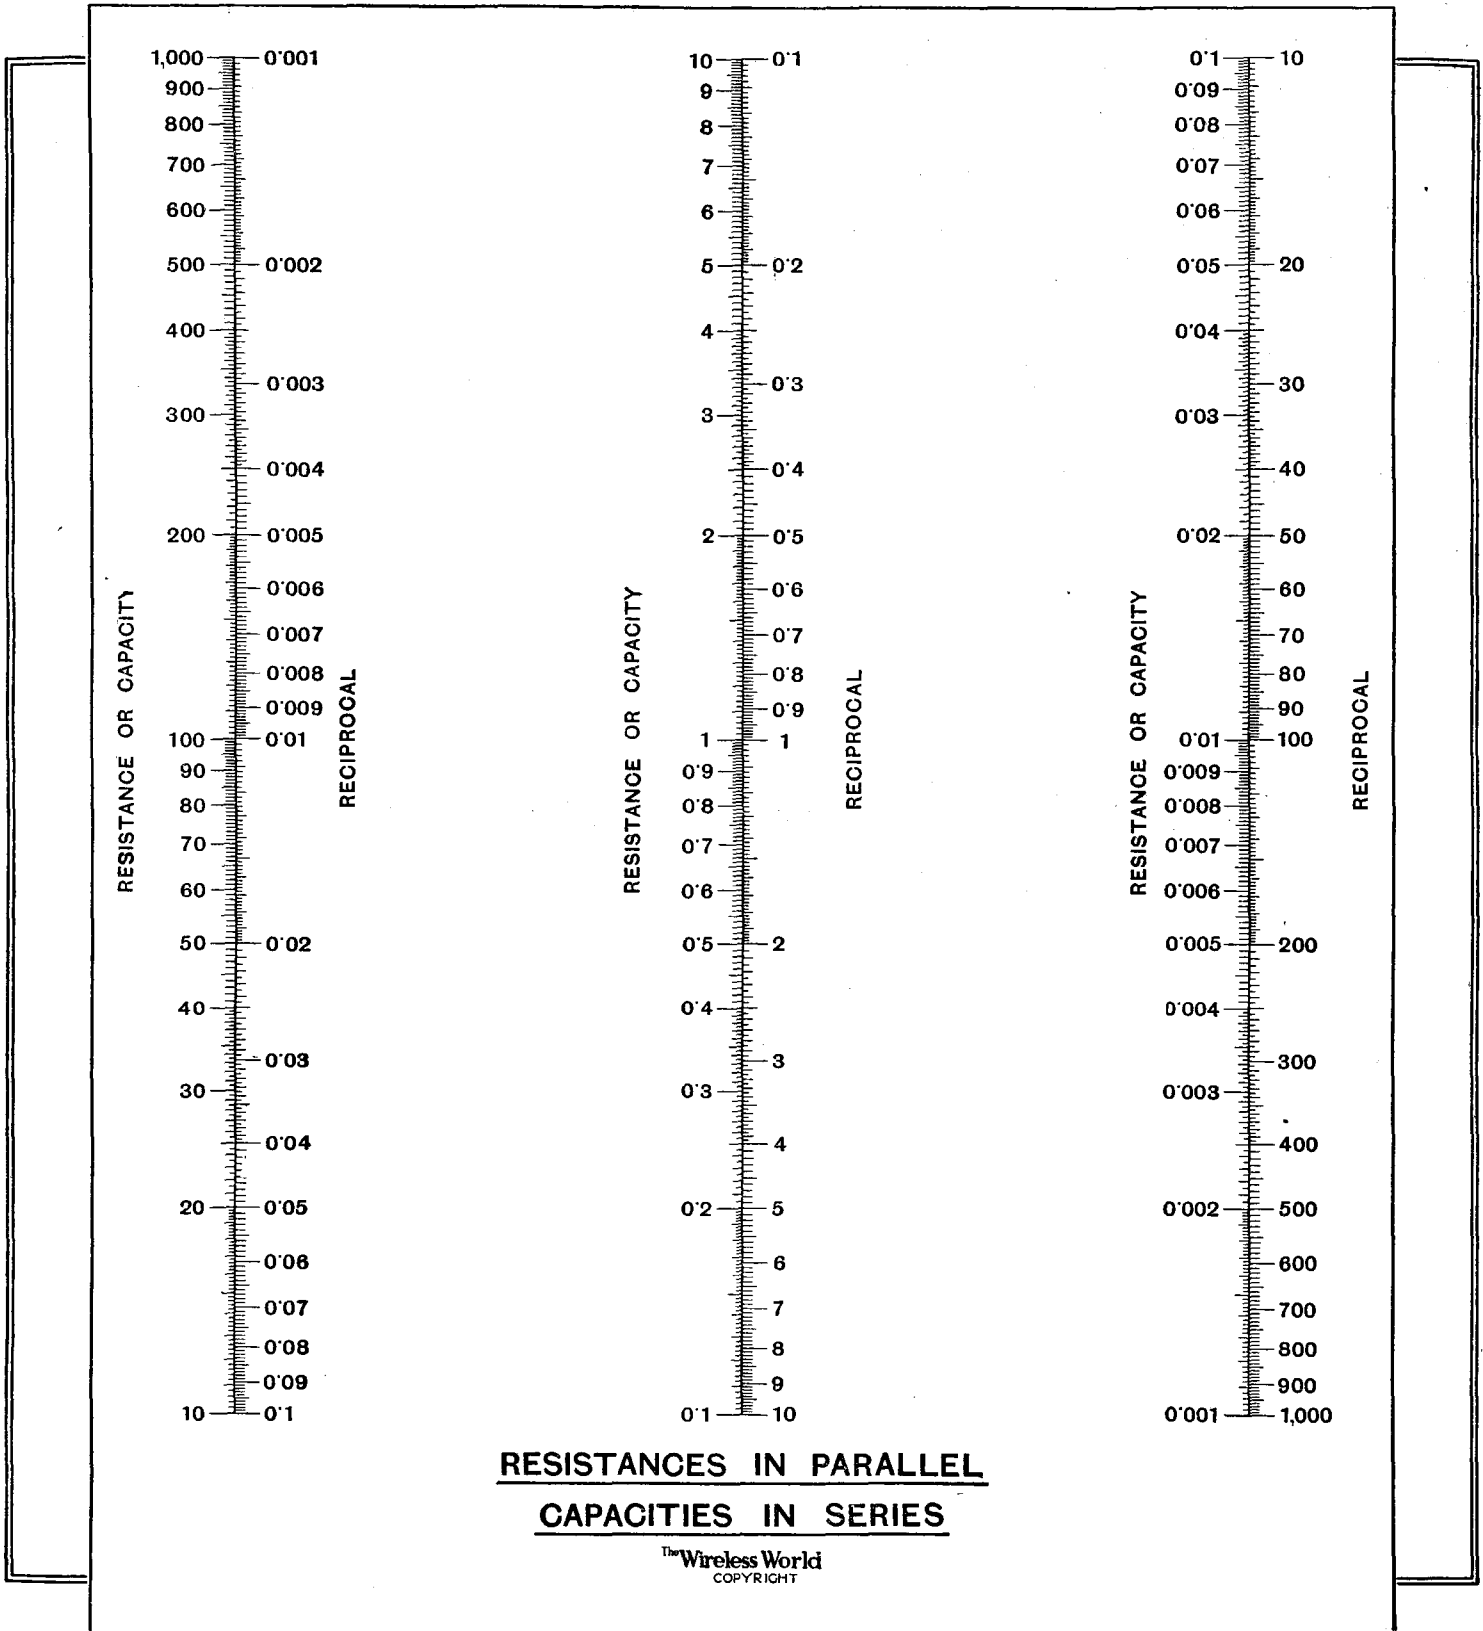 1,000 0·001 10 0·1 0·1 10
900 9 0·09
800 8 0·08
700 7 0·07
600 6 0·06
500 0·002 5 0·2 0·05 20
400 4 0·04
0·003 0·3 30
300 3 0·03
0·004 0·4 40
200 0·005 2 0·5 0·02 50
0·006 0·6 60
0·007 0·7 70
0·008 0·8 80
0·009 0·9 90
100 0·01 1 1 0·01 100
90 0·9 0·009
80 0·8 0·008
70 0·7 0·007
60 0·6 0·006
50 0·02 0·5 2 0·005 200
40 0·4 0·004
0·03 3 300
30 0·3 0·003
0·04 4 400
20 0·05 0·2 5 0·002 500
0·06 6 600
0·07 7 700
0·08 8 800
0·09 9 900
10 0·1 0·1 10 0·001 1,000
RESISTANCE OR CAPACITY
RECIPROCAL
RESISTANCE OR CAPACITY
RECIPROCAL
RESISTANCE OR CAPACITY
RECIPROCAL
RESISTANCES IN PARALLEL
CAPACITIES IN SERIES
The Wireless World
COPYRIGHT